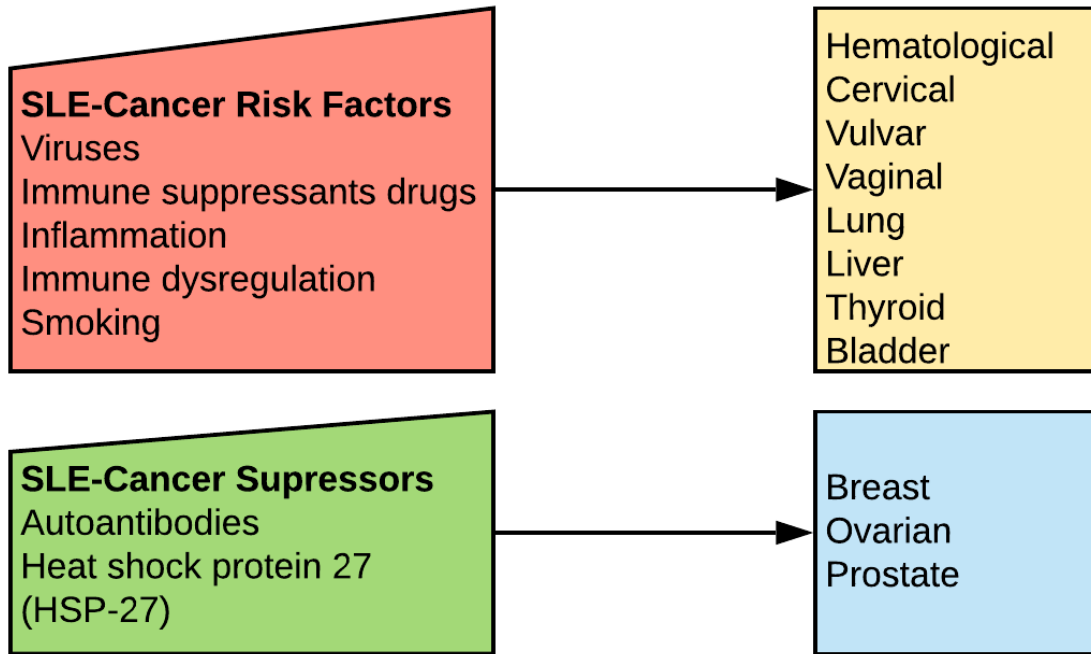 SLE-Cancer Risk Factors
Viruses
Immune suppressants drugs
Inflammation
Immune dysregulation
Smoking
Hematological
Cervical
Vulvar
Vaginal
Lung
Liver
Thyroid
Bladder
SLE-Cancer Supressors
Autoantibodies
Heat shock protein 27
(HSP-27)
Breast
Ovarian
Prostate